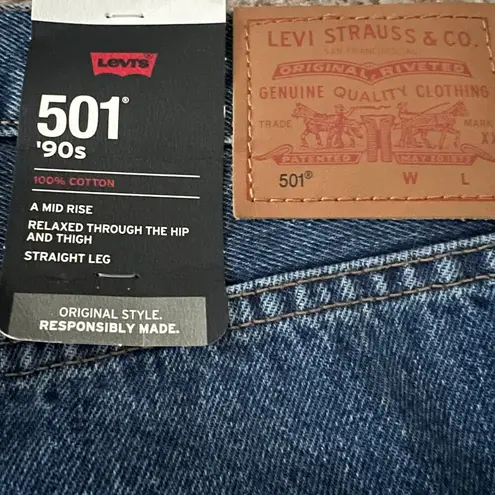 Levi's
501®
'90s
100% COTTON
A MID RISE
RELAXED THROUGH THE HIP
AND THIGH
STRAIGHT LEG
ORIGINAL STYLE.
RESPONSIBLY MADE.
LEVI STRAUSS & CO.
SAN FRANCISCO, CAL.
ORIGINAL RIVETED
GENUINE QUALITY CLOTHING
TRADE MARK
PATENTED MAY 20 1873
501® W L